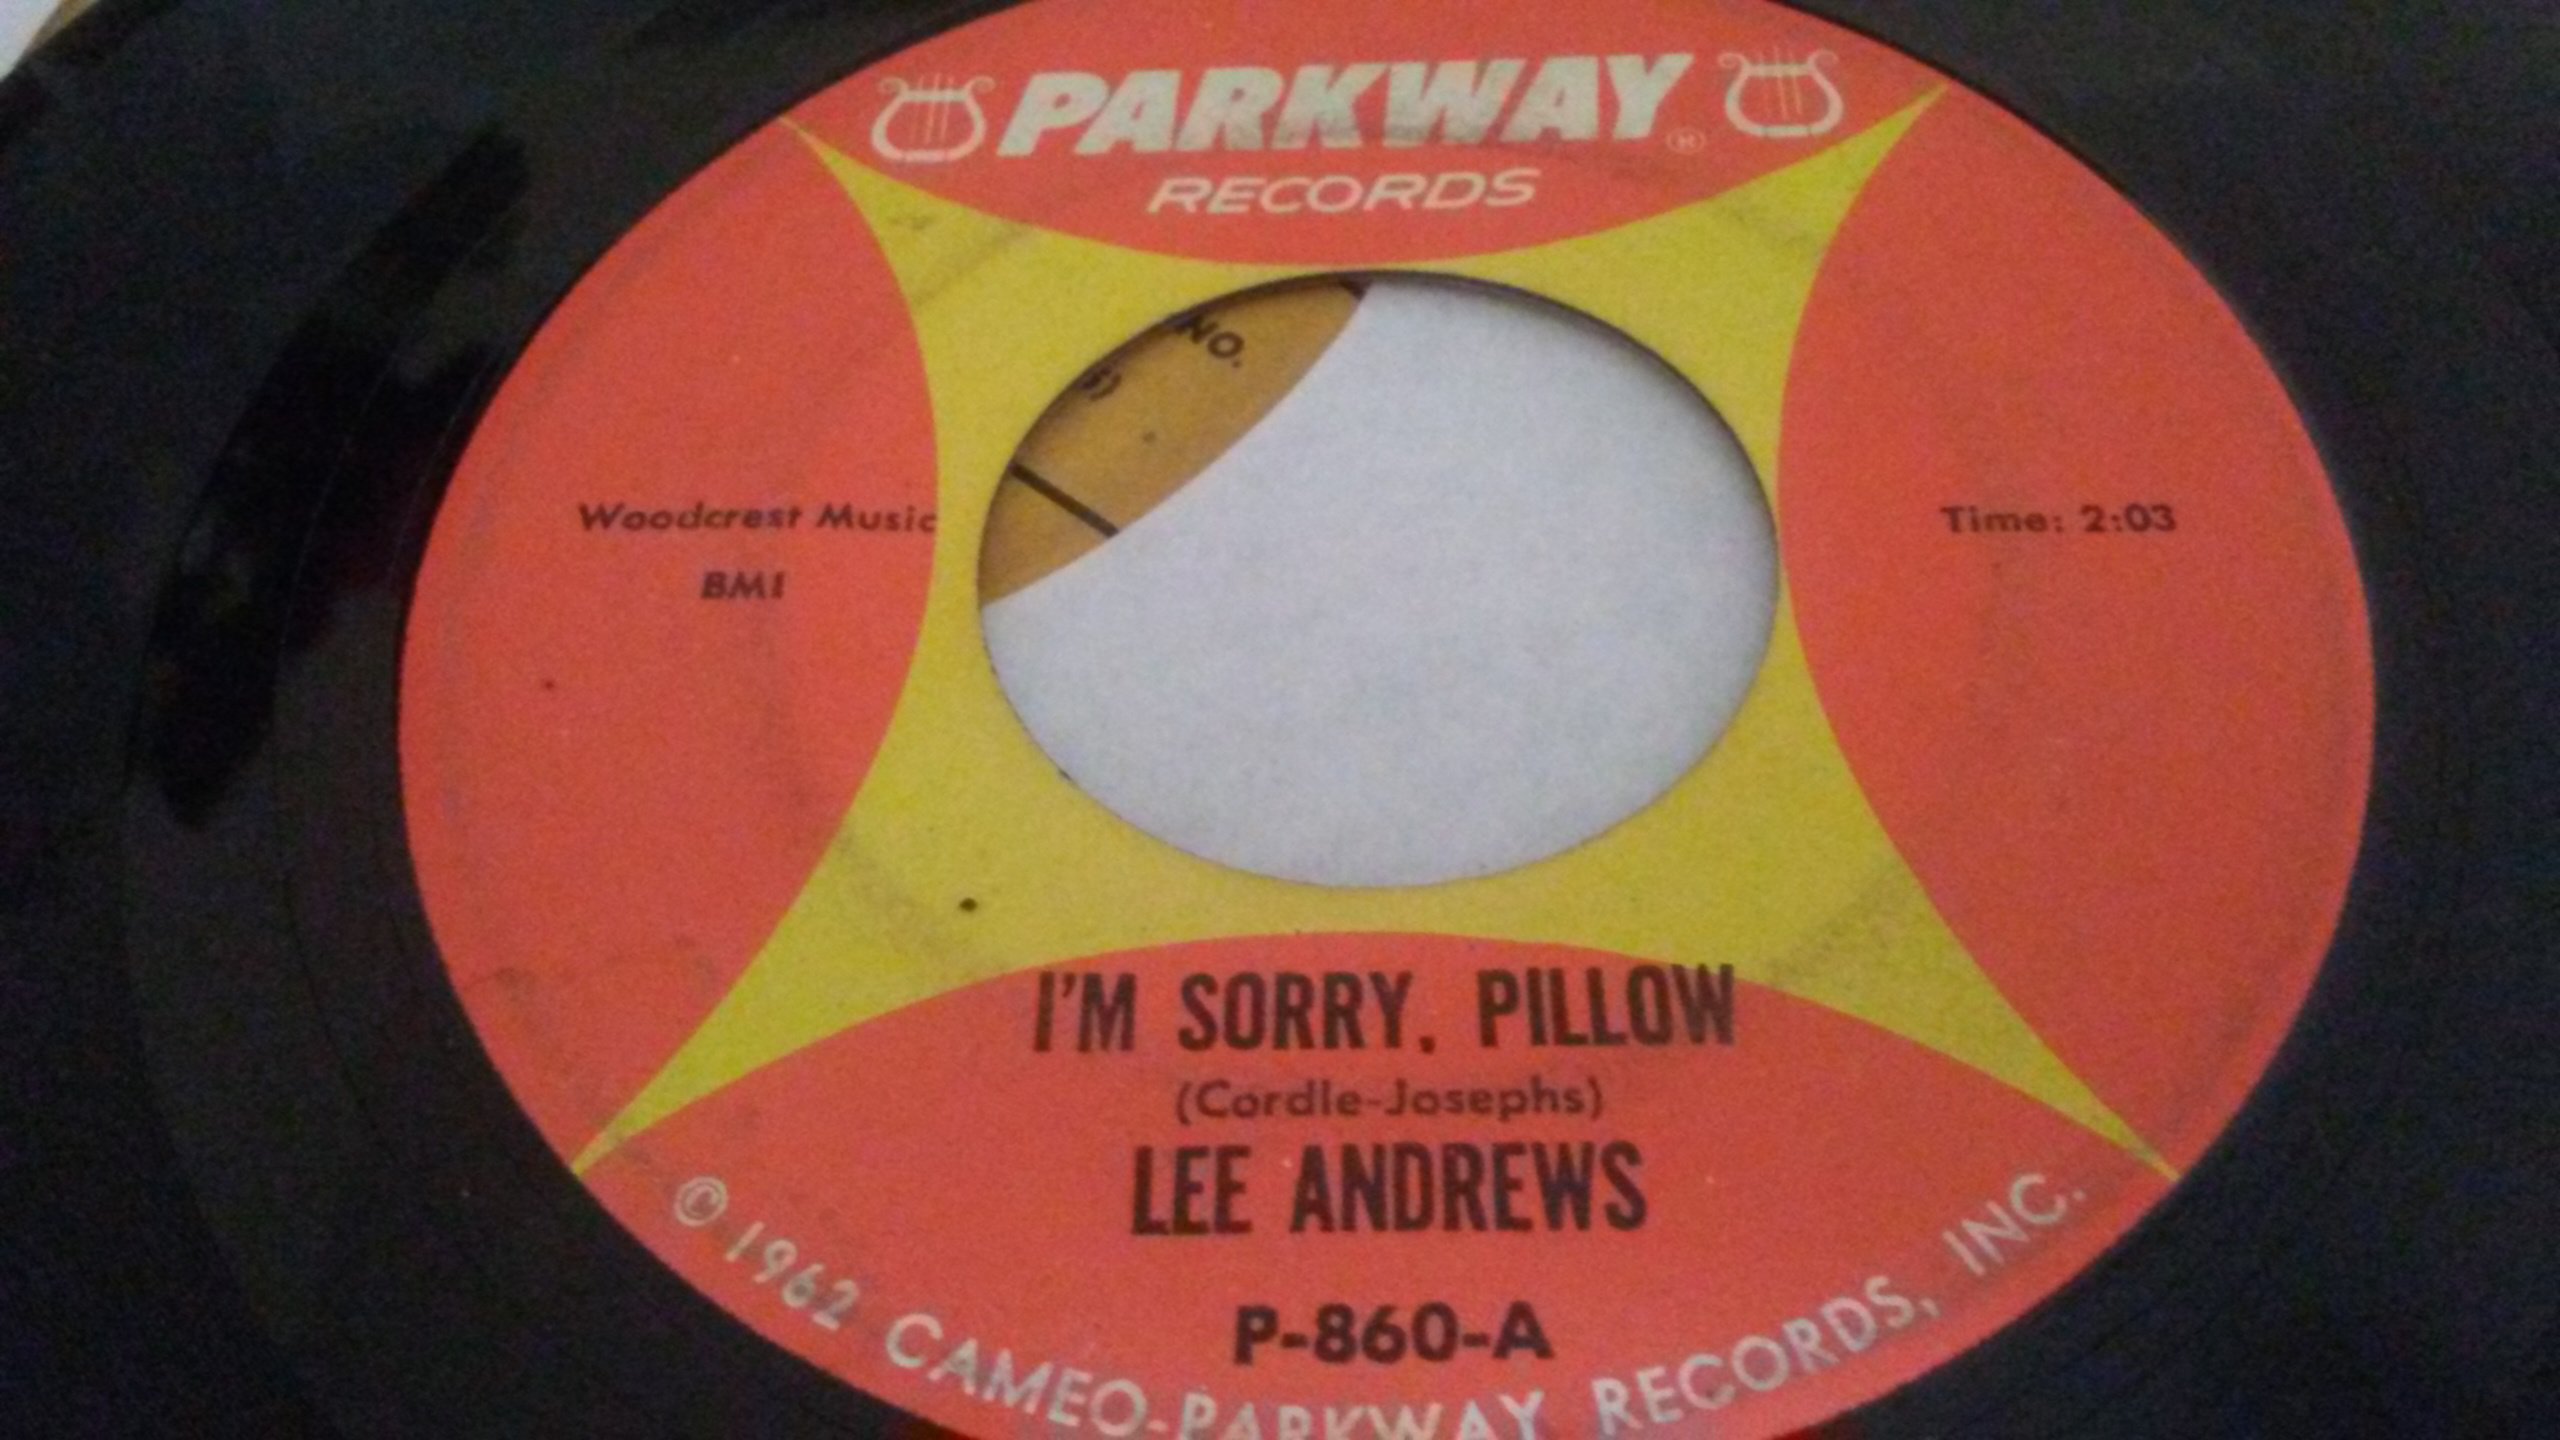 PARKWAY ®
RECORDS
NO.
Woodcrest Music
BMI
Time: 2:03
I'M SORRY, PILLOW
(Cordle-Josephs)
LEE ANDREWS
P-860-A
© 1962 CAMEO-PARKWAY RECORDS, INC.